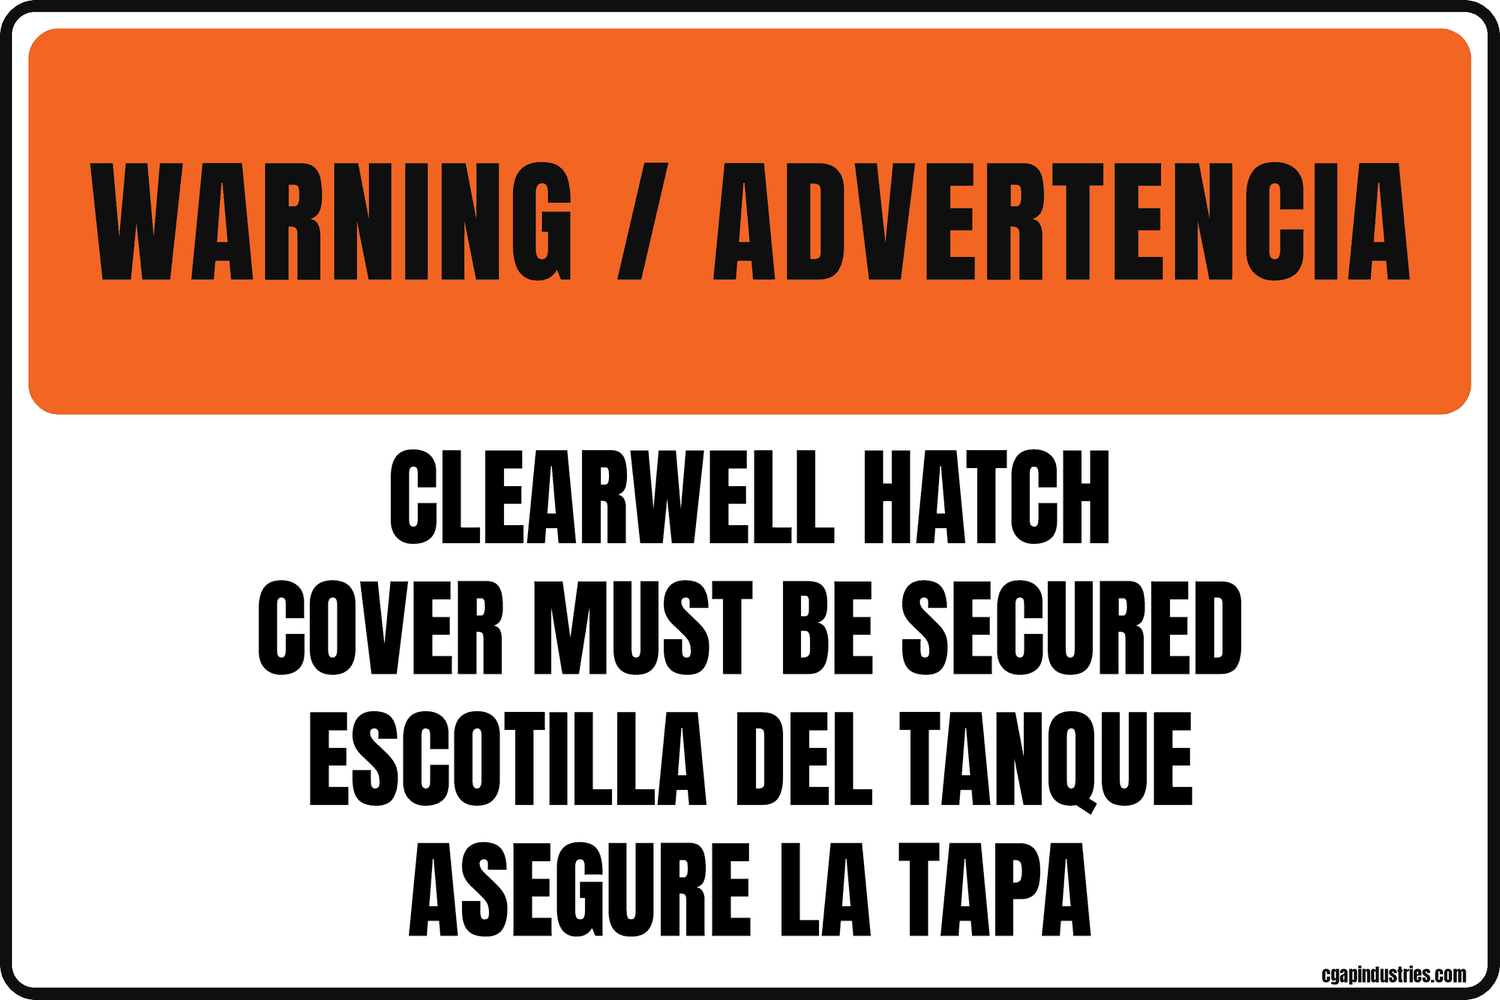 WARNING / ADVERTENCIA
CLEARWELL HATCH
COVER MUST BE SECURED
ESCOTILLA DEL TANQUE
ASEGURE LA TAPA
cgapindustries.com